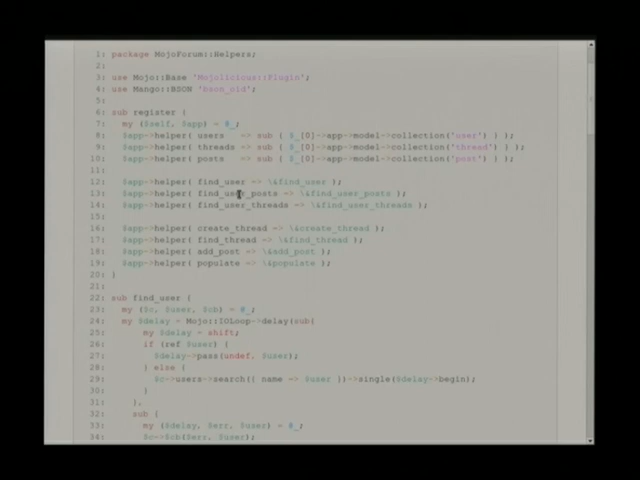 1: package MojoForum::Helpers;
2:
3: use Mojo::Base 'Mojolicious::Plugin';
4: use Mango::BSON 'bson_oid';
5:
6: sub register {
7: my ($self, $app) = @_;
8: $app->helper( users => sub { $_[0]->app->model->collection('user') } );
9: $app->helper( threads => sub { $_[0]->app->model->collection('thread') } );
10: $app->helper( posts => sub { $_[0]->app->model->collection('post') } );
11:
12: $app->helper( find_user => \&find_user );
13: $app->helper( find_user_posts => \&find_user_posts );
14: $app->helper( find_user_threads => \&find_user_threads );
15:
16: $app->helper( create_thread => \&create_thread );
17: $app->helper( find_thread => \&find_thread );
18: $app->helper( add_post => \&add_post );
19: $app->helper( populate => \&populate );
20: }
21:
22: sub find_user {
23: my ($c, $user, $cb) = @_;
24: my $delay = Mojo::IOLoop->delay(sub{
25: my $delay = shift;
26: if (ref $user) {
27: $delay->pass(undef, $user);
28: } else {
29: $c->users->search({ name => $user })->single($delay->begin);
30: }
31: },
32: sub {
33: my ($delay, $err, $user) = @_;
34: $c->$cb($err, $user);